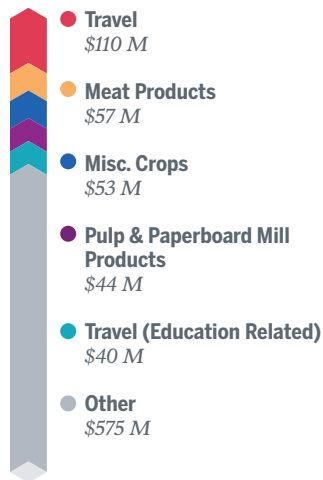 Travel
$110 M
Meat Products
$57 M
Misc. Crops
$53 M
Pulp & Paperboard Mill
Products
$44 M
Travel (Education Related)
$40 M
Other
$575 M